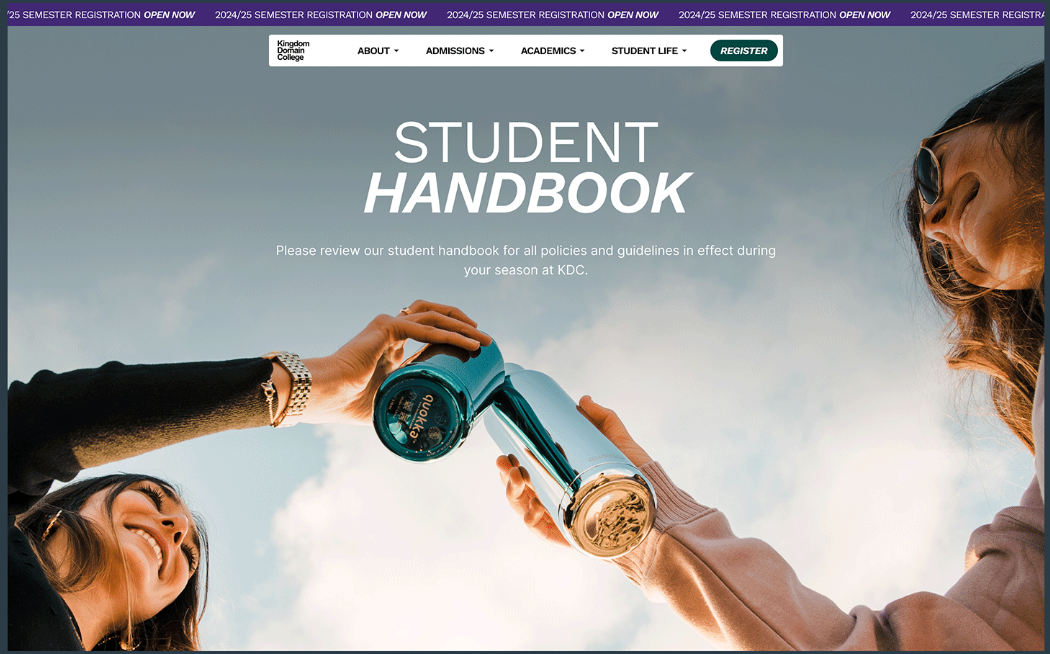 /25 SEMESTER REGISTRATION OPEN NOW 2024/25 SEMESTER REGISTRATION OPEN NOW 2024/25 SEMESTER REGISTRATION OPEN NOW 2024/25 SEMESTER REGISTRATION OPEN NOW 2024/25 SEMESTER REGISTRA
Kingdom
Domain
College
ABOUT ADMISSIONS ACADEMICS STUDENT LIFE REGISTER
STUDENT
HANDBOOK
Please review our student handbook for all policies and guidelines in effect during
your season at KDC.
quokka